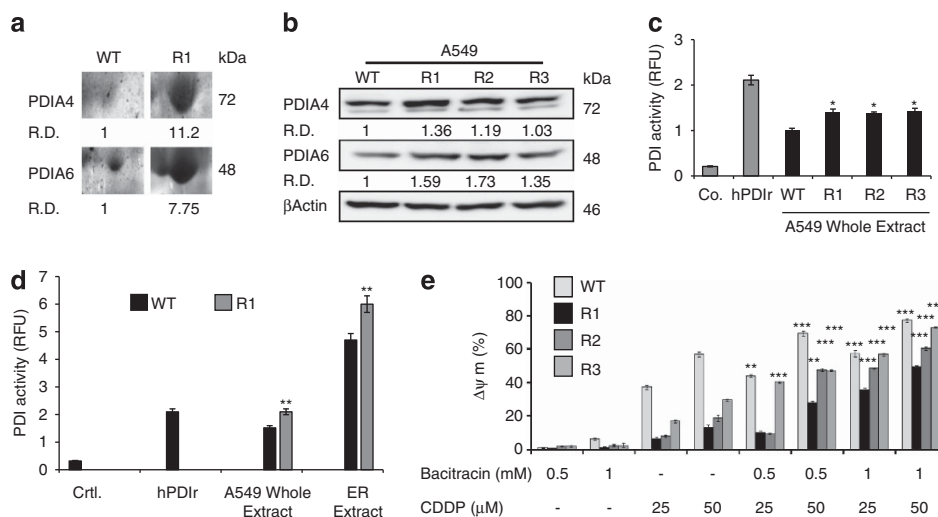 a
WT R1 kDa
PDIA4 72
R.D. 1 11.2
PDIA6 48
R.D. 1 7.75
b
A549
WT R1 R2 R3 kDa
PDIA4 72
R.D. 1 1.36 1.19 1.03
PDIA6 48
R.D. 1 1.59 1.73 1.35
βActin 46
c
PDI activity (RFU)
3
2
1
0
* * *
Co. hPDIr WT R1 R2 R3
A549 Whole Extract
d
PDI activity (RFU)
7
6
5
4
3
2
1
0
WT R1
** **
Crtl. hPDIr A549 Whole Extract ER Extract
e
Δψ m (%)
100
80
60
40
20
0
WT
R1
R2
R3
** *** *** ** *** *** *** *** *** *** *** *** **
Bacitracin (mM) 0.5 1 - - 0.5 0.5 1 1
CDDP (μM) - - 25 50 25 50 25 50